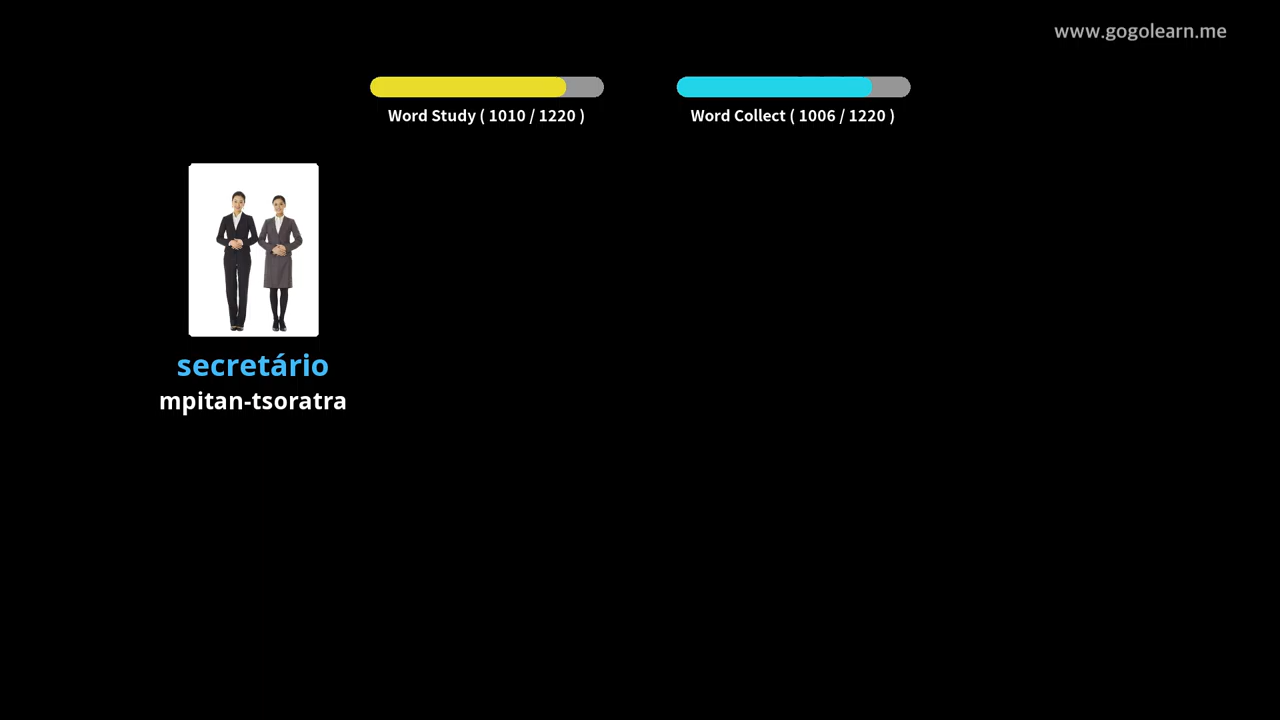 www.gogolearn.me
Word Study ( 1010 / 1220 )
Word Collect ( 1006 / 1220 )
secretário
mpitan-tsoratra